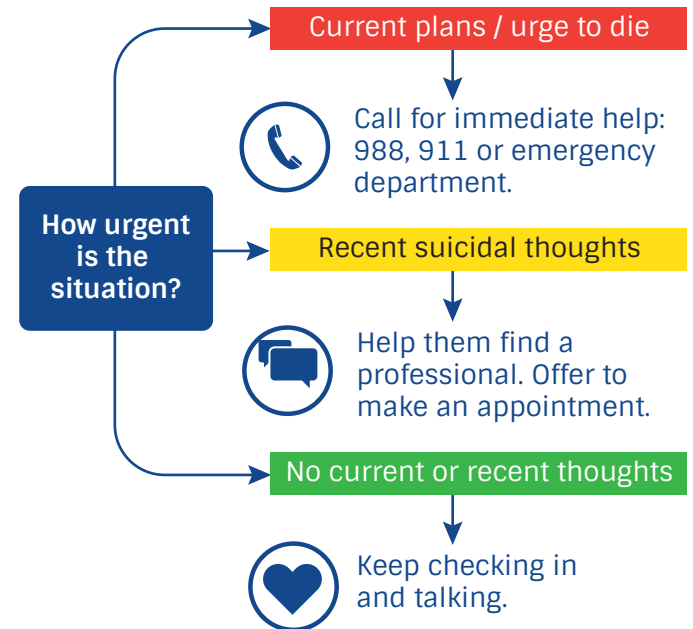 How urgent
is the
situation?
Current plans / urge to die
Call for immediate help:
988, 911 or emergency
department.
Recent suicidal thoughts
Help them find a
professional. Offer to
make an appointment.
No current or recent thoughts
Keep checking in
and talking.